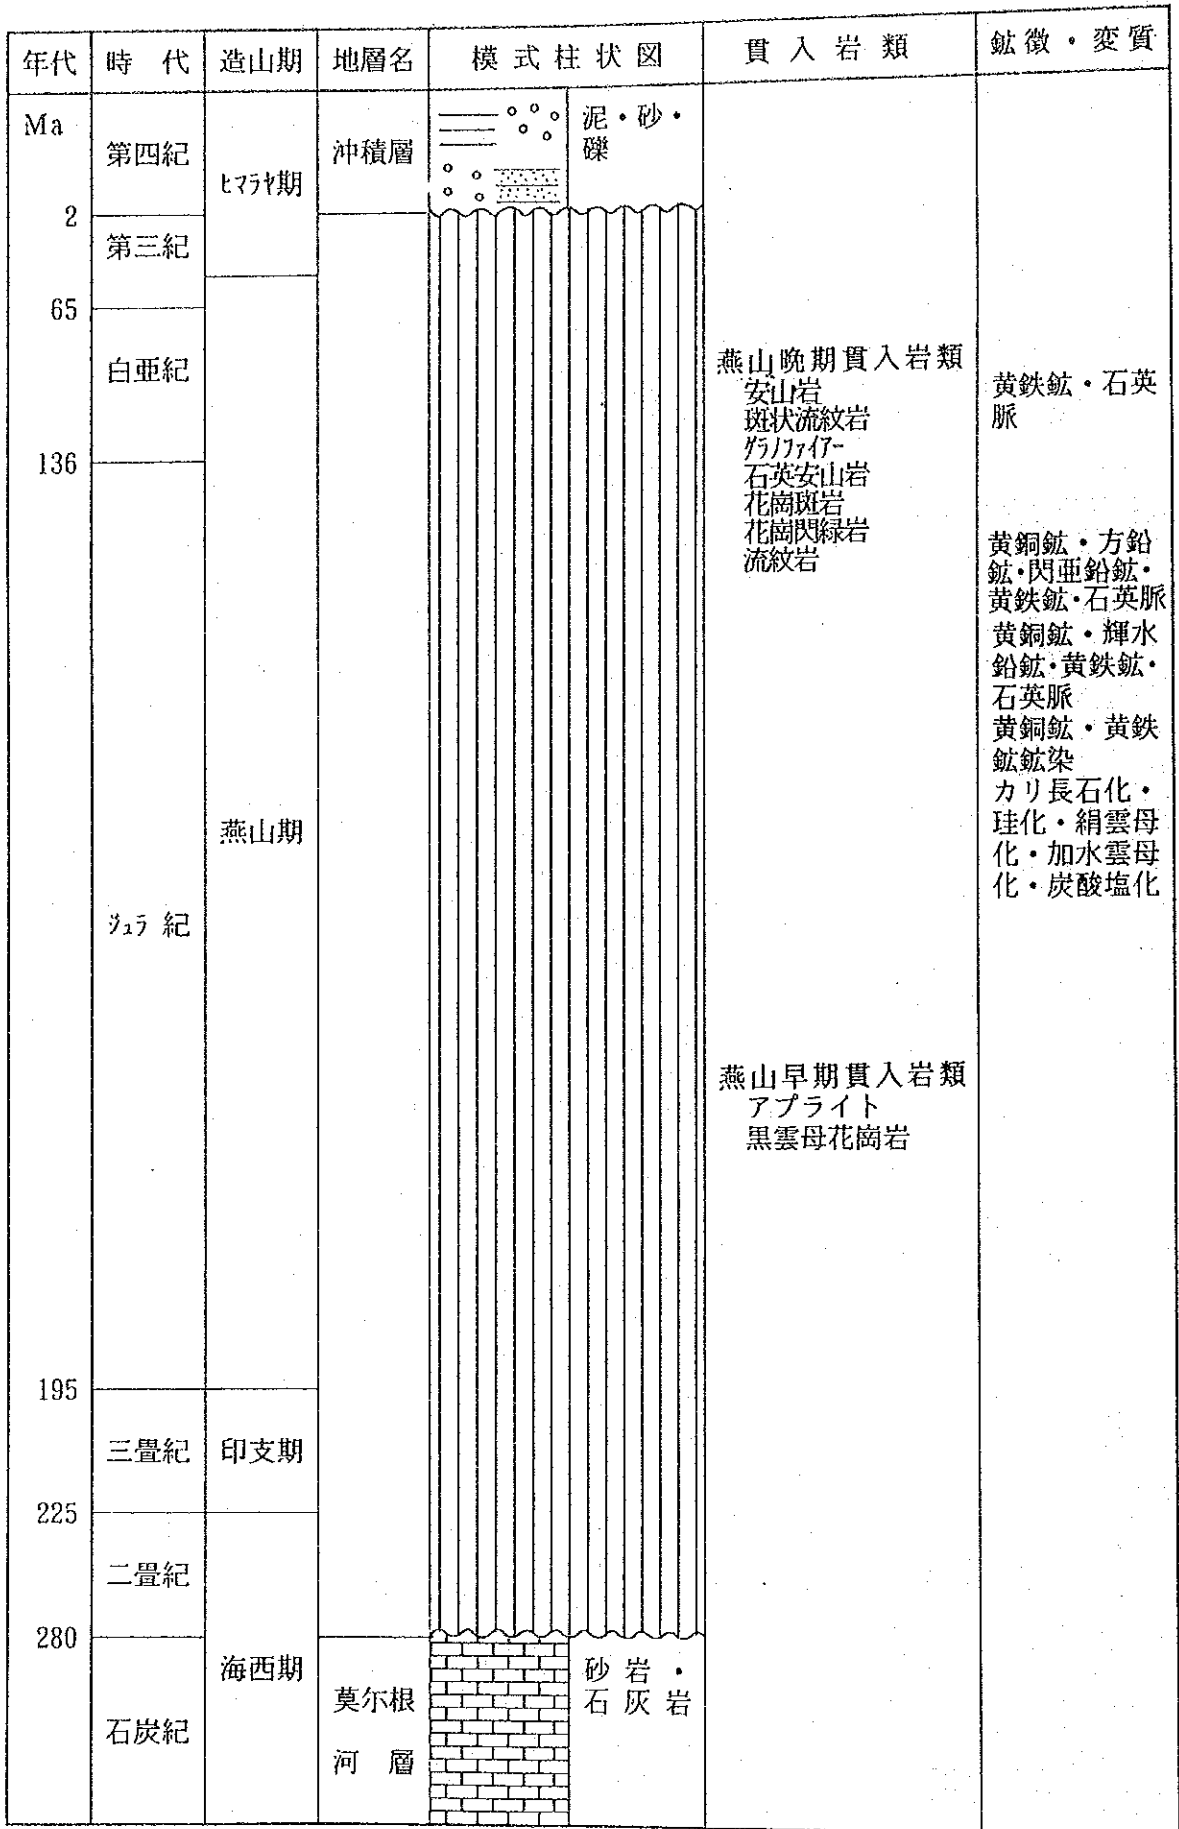 年代 時代 造山期 地層名 模式柱状図 貫入岩類 鉱徴・変質
Ma
第四紀
2
第三紀
65
白亜紀
136
ジュラ紀
195
三畳紀
225
二畳紀
280
石炭紀
ヒマラヤ期
燕山期
印支期
海西期
沖積層
莫尔根
河層
泥・砂・
礫
砂岩・
石灰岩
燕山晩期貫入岩類
安山岩
斑状流紋岩
グラノファイアー
石英安山岩
花崗斑岩
花崗閃緑岩
流紋岩
燕山早期貫入岩類
アプライト
黒雲母花崗岩
黄鉄鉱・石英
脈
黄銅鉱・方鉛
鉱・閃亜鉛鉱・
黄鉄鉱・石英脈
黄銅鉱・輝水
鉛鉱・黄鉄鉱・
石英脈
黄銅鉱・黄鉄
鉱鉱染
カリ長石化・
珪化・絹雲母
化・加水雲母
化・炭酸塩化